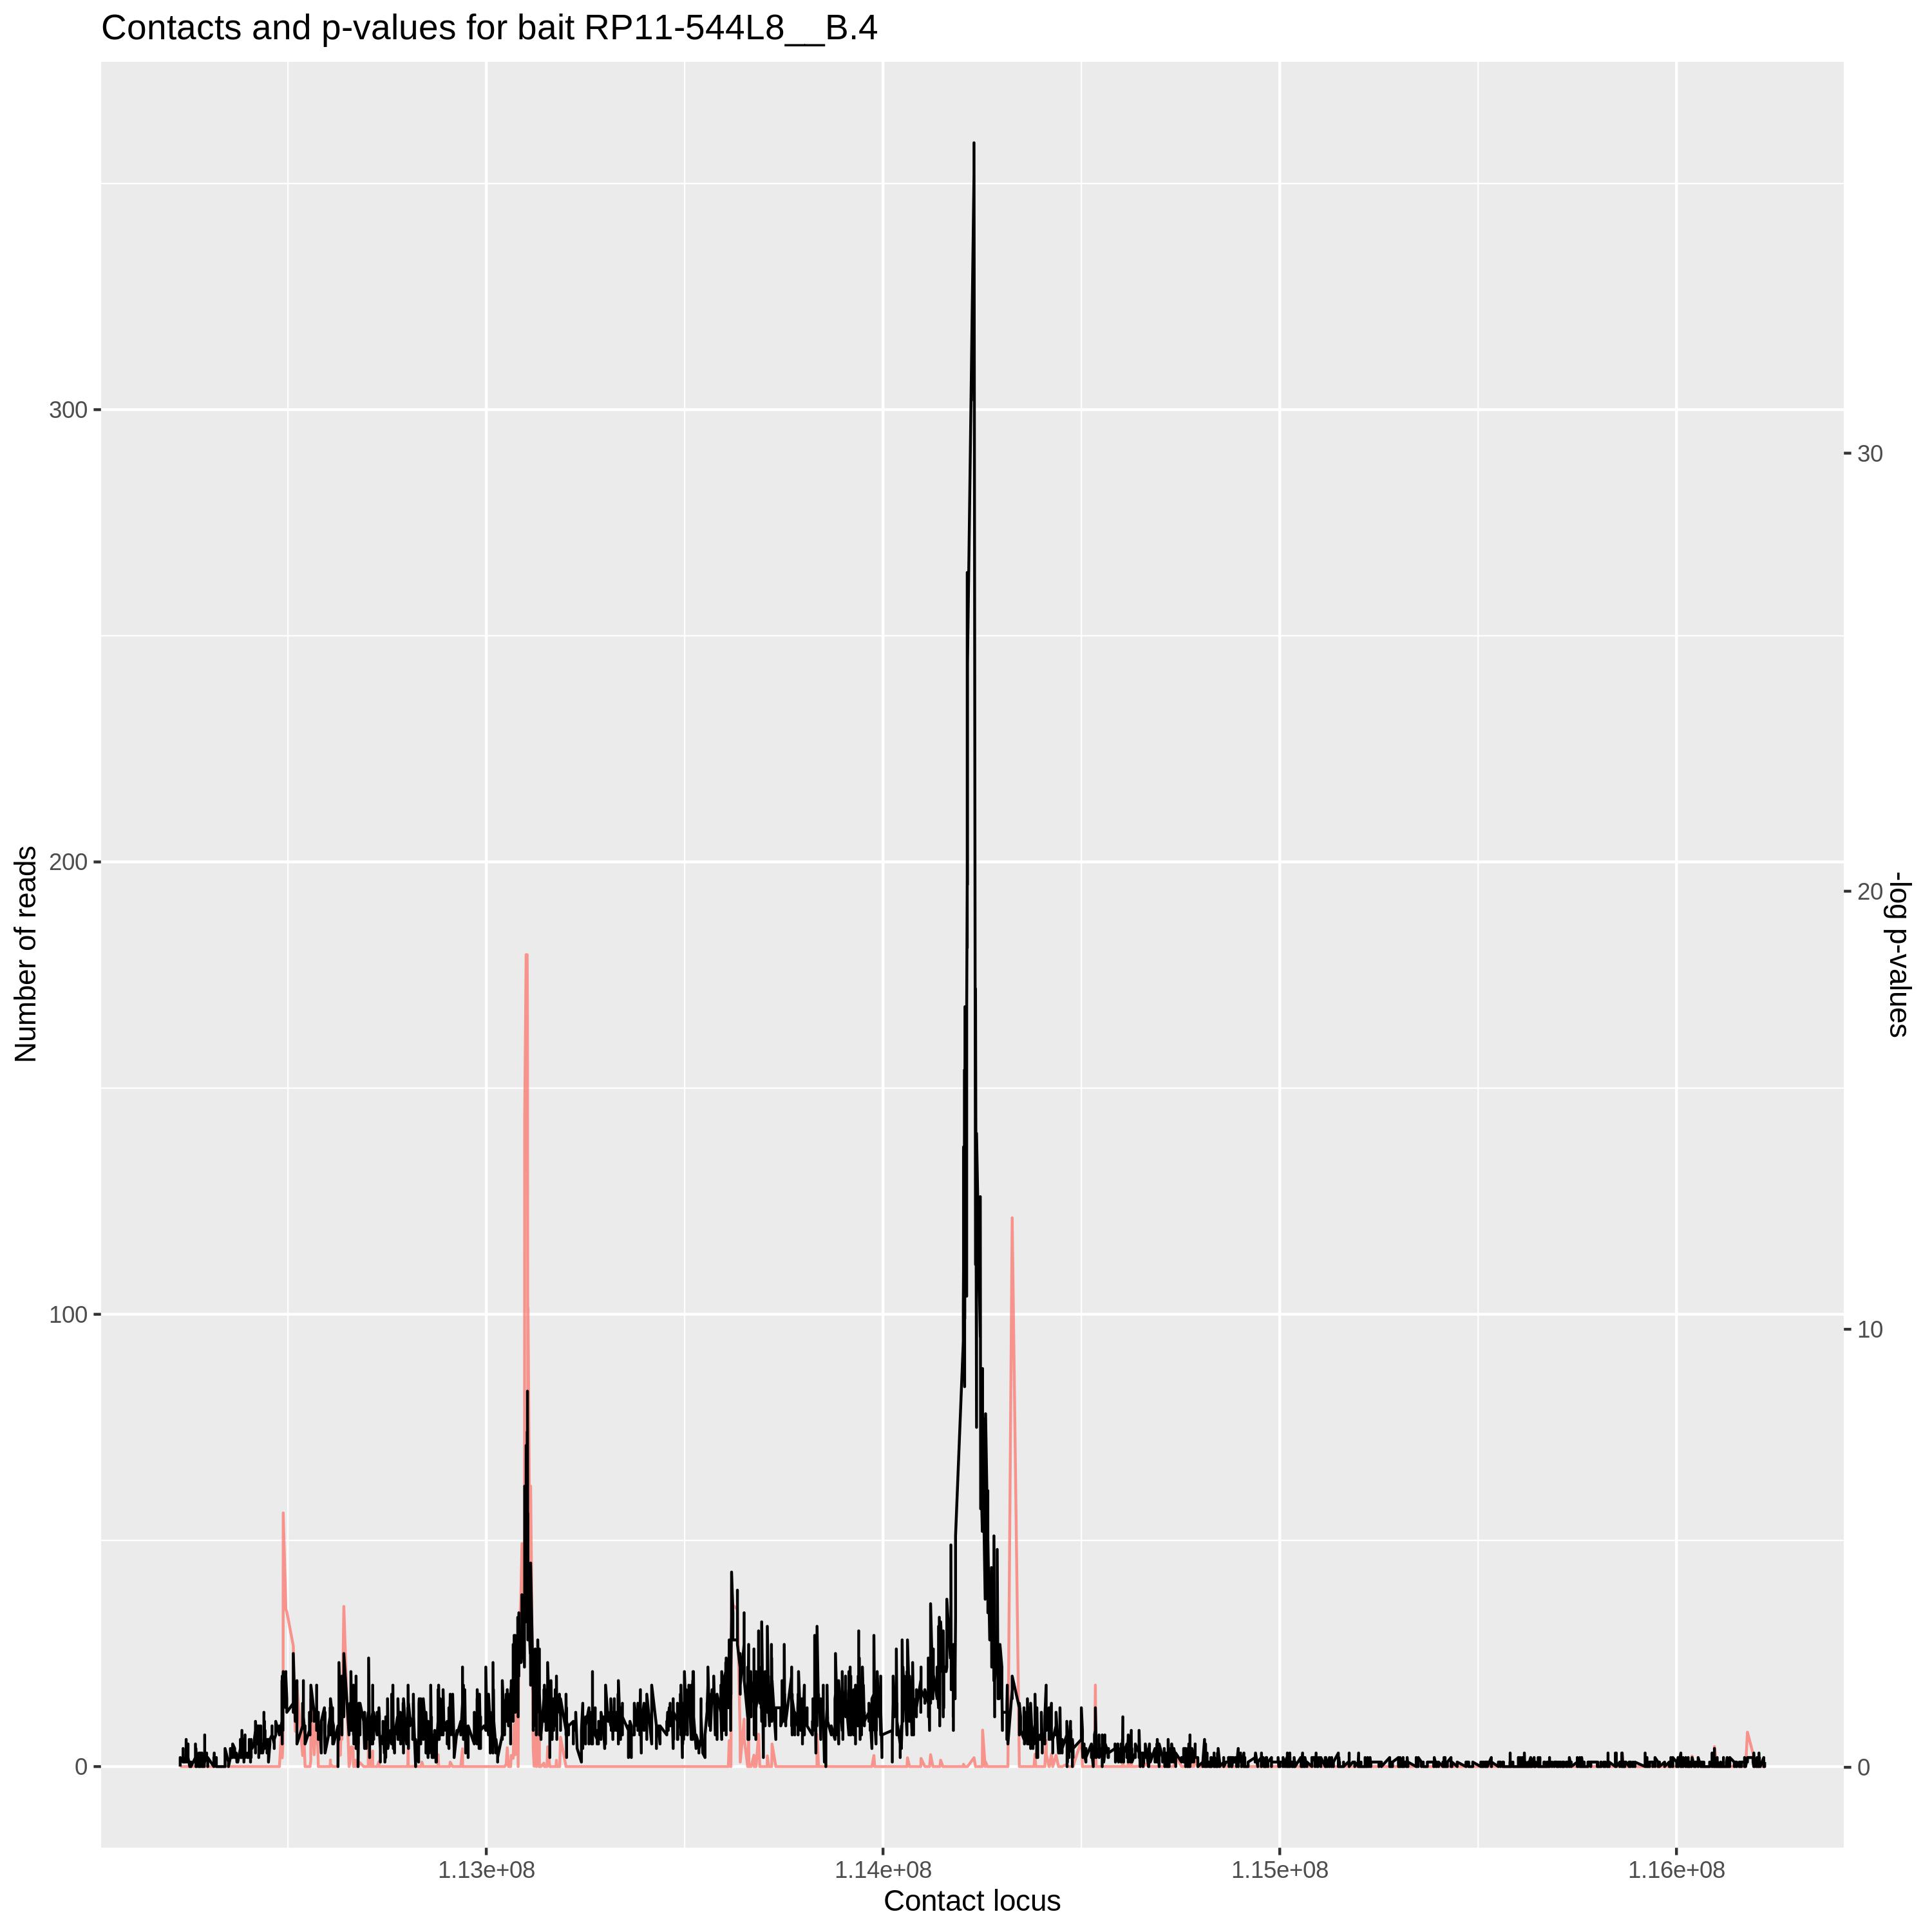 Contacts and p-values for bait RP11-544L8__B.4
300
200
100
0
Number of reads
30
20
10
0
-log p-values
1.13e+08
1.14e+08
1.15e+08
1.16e+08
Contact locus